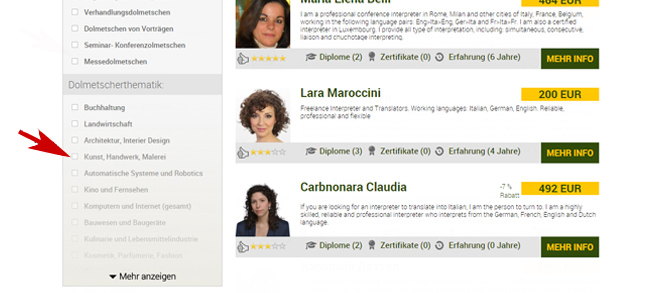 Verhandlungsdolmetschen
Dolmetschen von Vorträgen
Seminar- Konferenzdolmetschen
Messedolmetschen
Dolmetscherthematik:
Buchhaltung
Landwirtschaft
Architektur, Interier Design
Kunst, Handwerk, Malerei
Automatische Systeme und Robotics
Kino und Fernsehen
Komputern und Internet (gesamt)
Bauwesen und Baugeräte
Kulinarie und Lebensmittelindustrie
Kosmetik, Parfümerie, Fashion
Mehr anzeigen
Maria Elena Delli
484 EUR
I am a professional conference interpreter in Rome, Milan and other cities of Italy, France, Belgium,
working in the following language pairs: Eng<>Ita-Eng, Ger<>Ita and Fr<>Ita-Fr. I am also a certified
interpreter in Luxemburg. I provide all type of interpretation, including: simultaneous, consecutive,
liaison and chuchotage interpreting.
Diplome (2) Zertifikate (0) Erfahrung (6 Jahre) MEHR INFO
Lara Maroccini
200 EUR
Freelance Interpreter and Translators. Working languages: Italian, German, English. Reliable,
professional and flexible
Diplome (3) Zertifikate (0) Erfahrung (4 Jahre) MEHR INFO
Carbnonara Claudia
-7 %
Rabatt
492 EUR
If you are looking for an interpreter to translate into Italian, I am the person to turn to. I am a highly
skilled, reliable and professional interpreter who interprets from the German, French, English and Dutch
language.
Diplome (2) Zertifikate (0) Erfahrung (0 Jahre) MEHR INFO